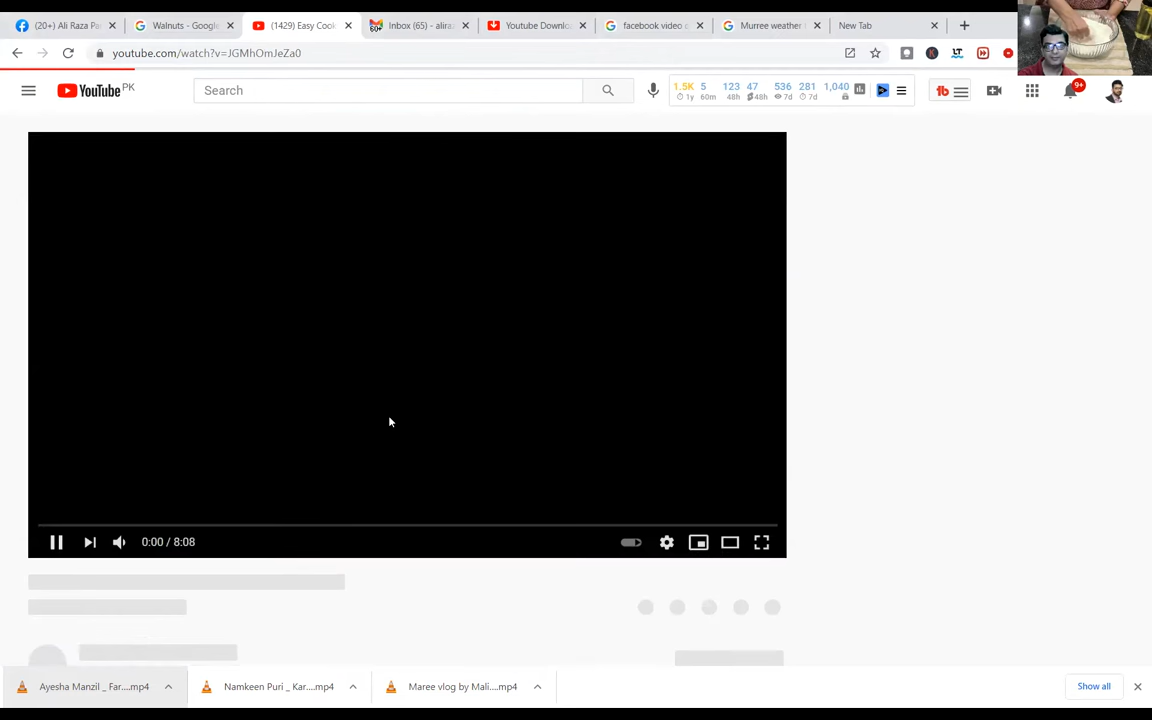 (20+) Ali Raza Pa
Walnuts - Google
(1429) Easy Cook
Inbox (65) - aliraz
Youtube Downlo
facebook video d
Murree weather
New Tab
youtube.com/watch?v=JGMhOmJeZa0
YouTube PK
Search
1.5K 5 123 47 536 281 1,040
1y 60m 48h 48h 7d 7d
9+
0:00 / 8:08
Ayesha Manzil _ Far....mp4
Namkeen Puri _ Kar....mp4
Maree vlog by Mali....mp4
Show all